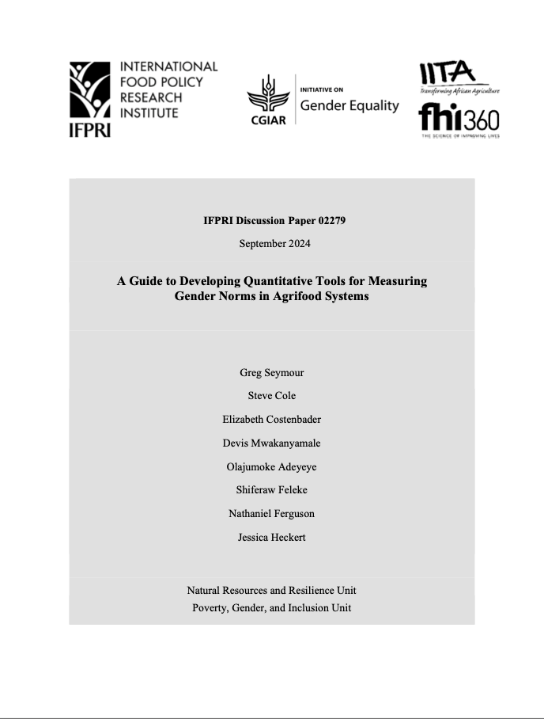 INTERNATIONAL
FOOD POLICY
RESEARCH
INSTITUTE
IFPRI
CGIAR
INITIATIVE ON
Gender Equality
IITA
Transforming African Agriculture
fhi360
THE SCIENCE OF IMPROVING LIVES
IFPRI Discussion Paper 02279
September 2024
A Guide to Developing Quantitative Tools for Measuring
Gender Norms in Agrifood Systems
Greg Seymour
Steve Cole
Elizabeth Costenbader
Devis Mwakanyamale
Olajumoke Adeyeye
Shiferaw Feleke
Nathaniel Ferguson
Jessica Heckert
Natural Resources and Resilience Unit
Poverty, Gender, and Inclusion Unit